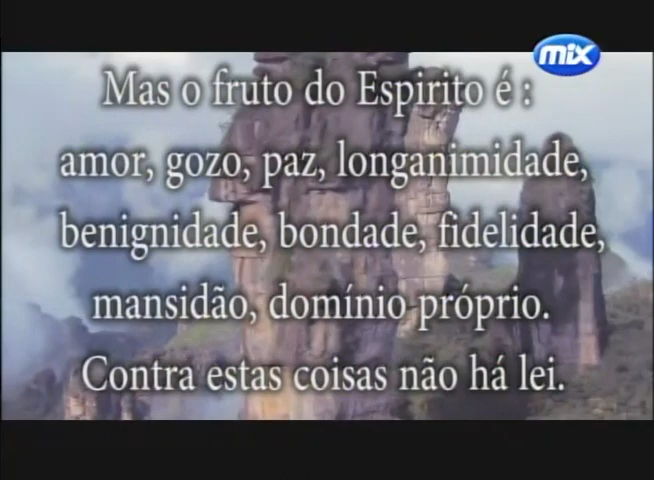 mix
Mas o fruto do Espirito é :
amor, gozo, paz, longanimidade,
benignidade, bondade, fidelidade,
mansidão, domínio próprio.
Contra estas coisas não há lei.